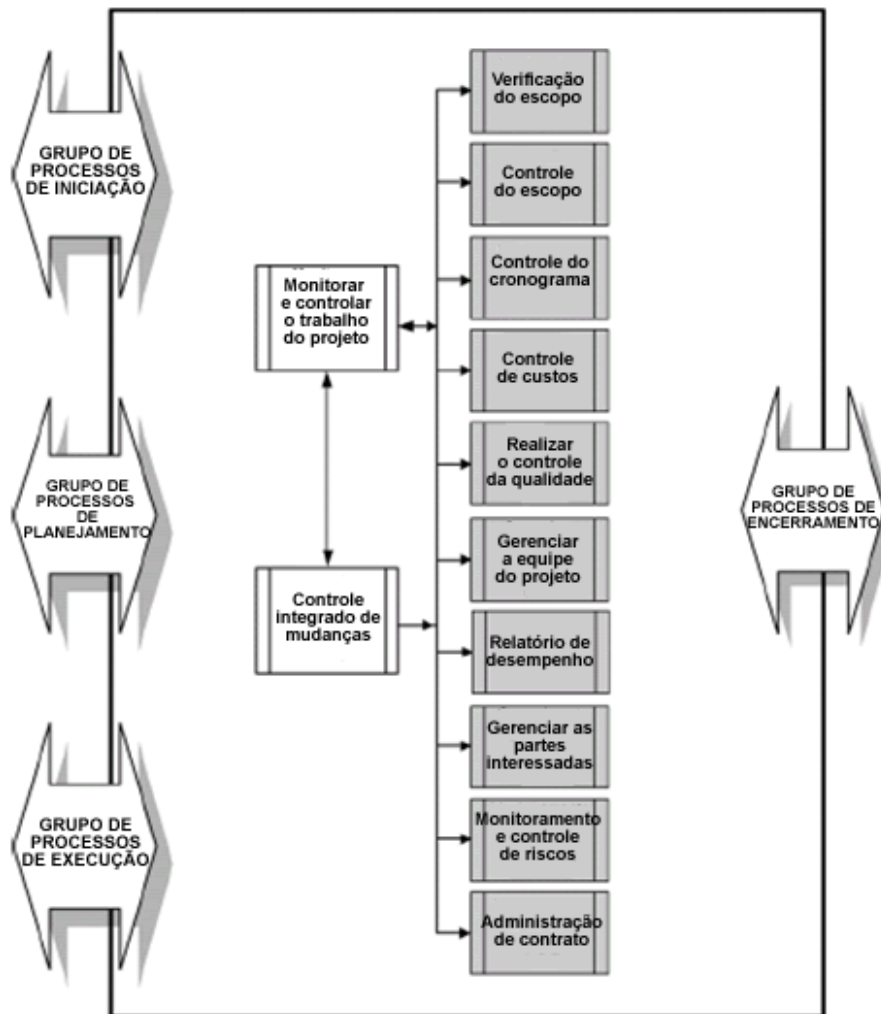 GRUPO DE
PROCESSOS
DE INICIAÇÃO
GRUPO DE
PROCESSOS
DE
PLANEJAMENTO
GRUPO DE
PROCESSOS
DE EXECUÇÃO
Monitorar
e controlar
o trabalho
do projeto
Controle
integrado de
mudanças
Verificação
do escopo
Controle
do escopo
Controle do
cronograma
Controle
de custos
Realizar
o controle
da qualidade
Gerenciar
a equipe
do projeto
Relatório de
desempenho
Gerenciar as
partes
interessadas
Monitoramento
e controle
de riscos
Administração
de contrato
GRUPO DE
PROCESSOS DE
ENCERRAMENTO